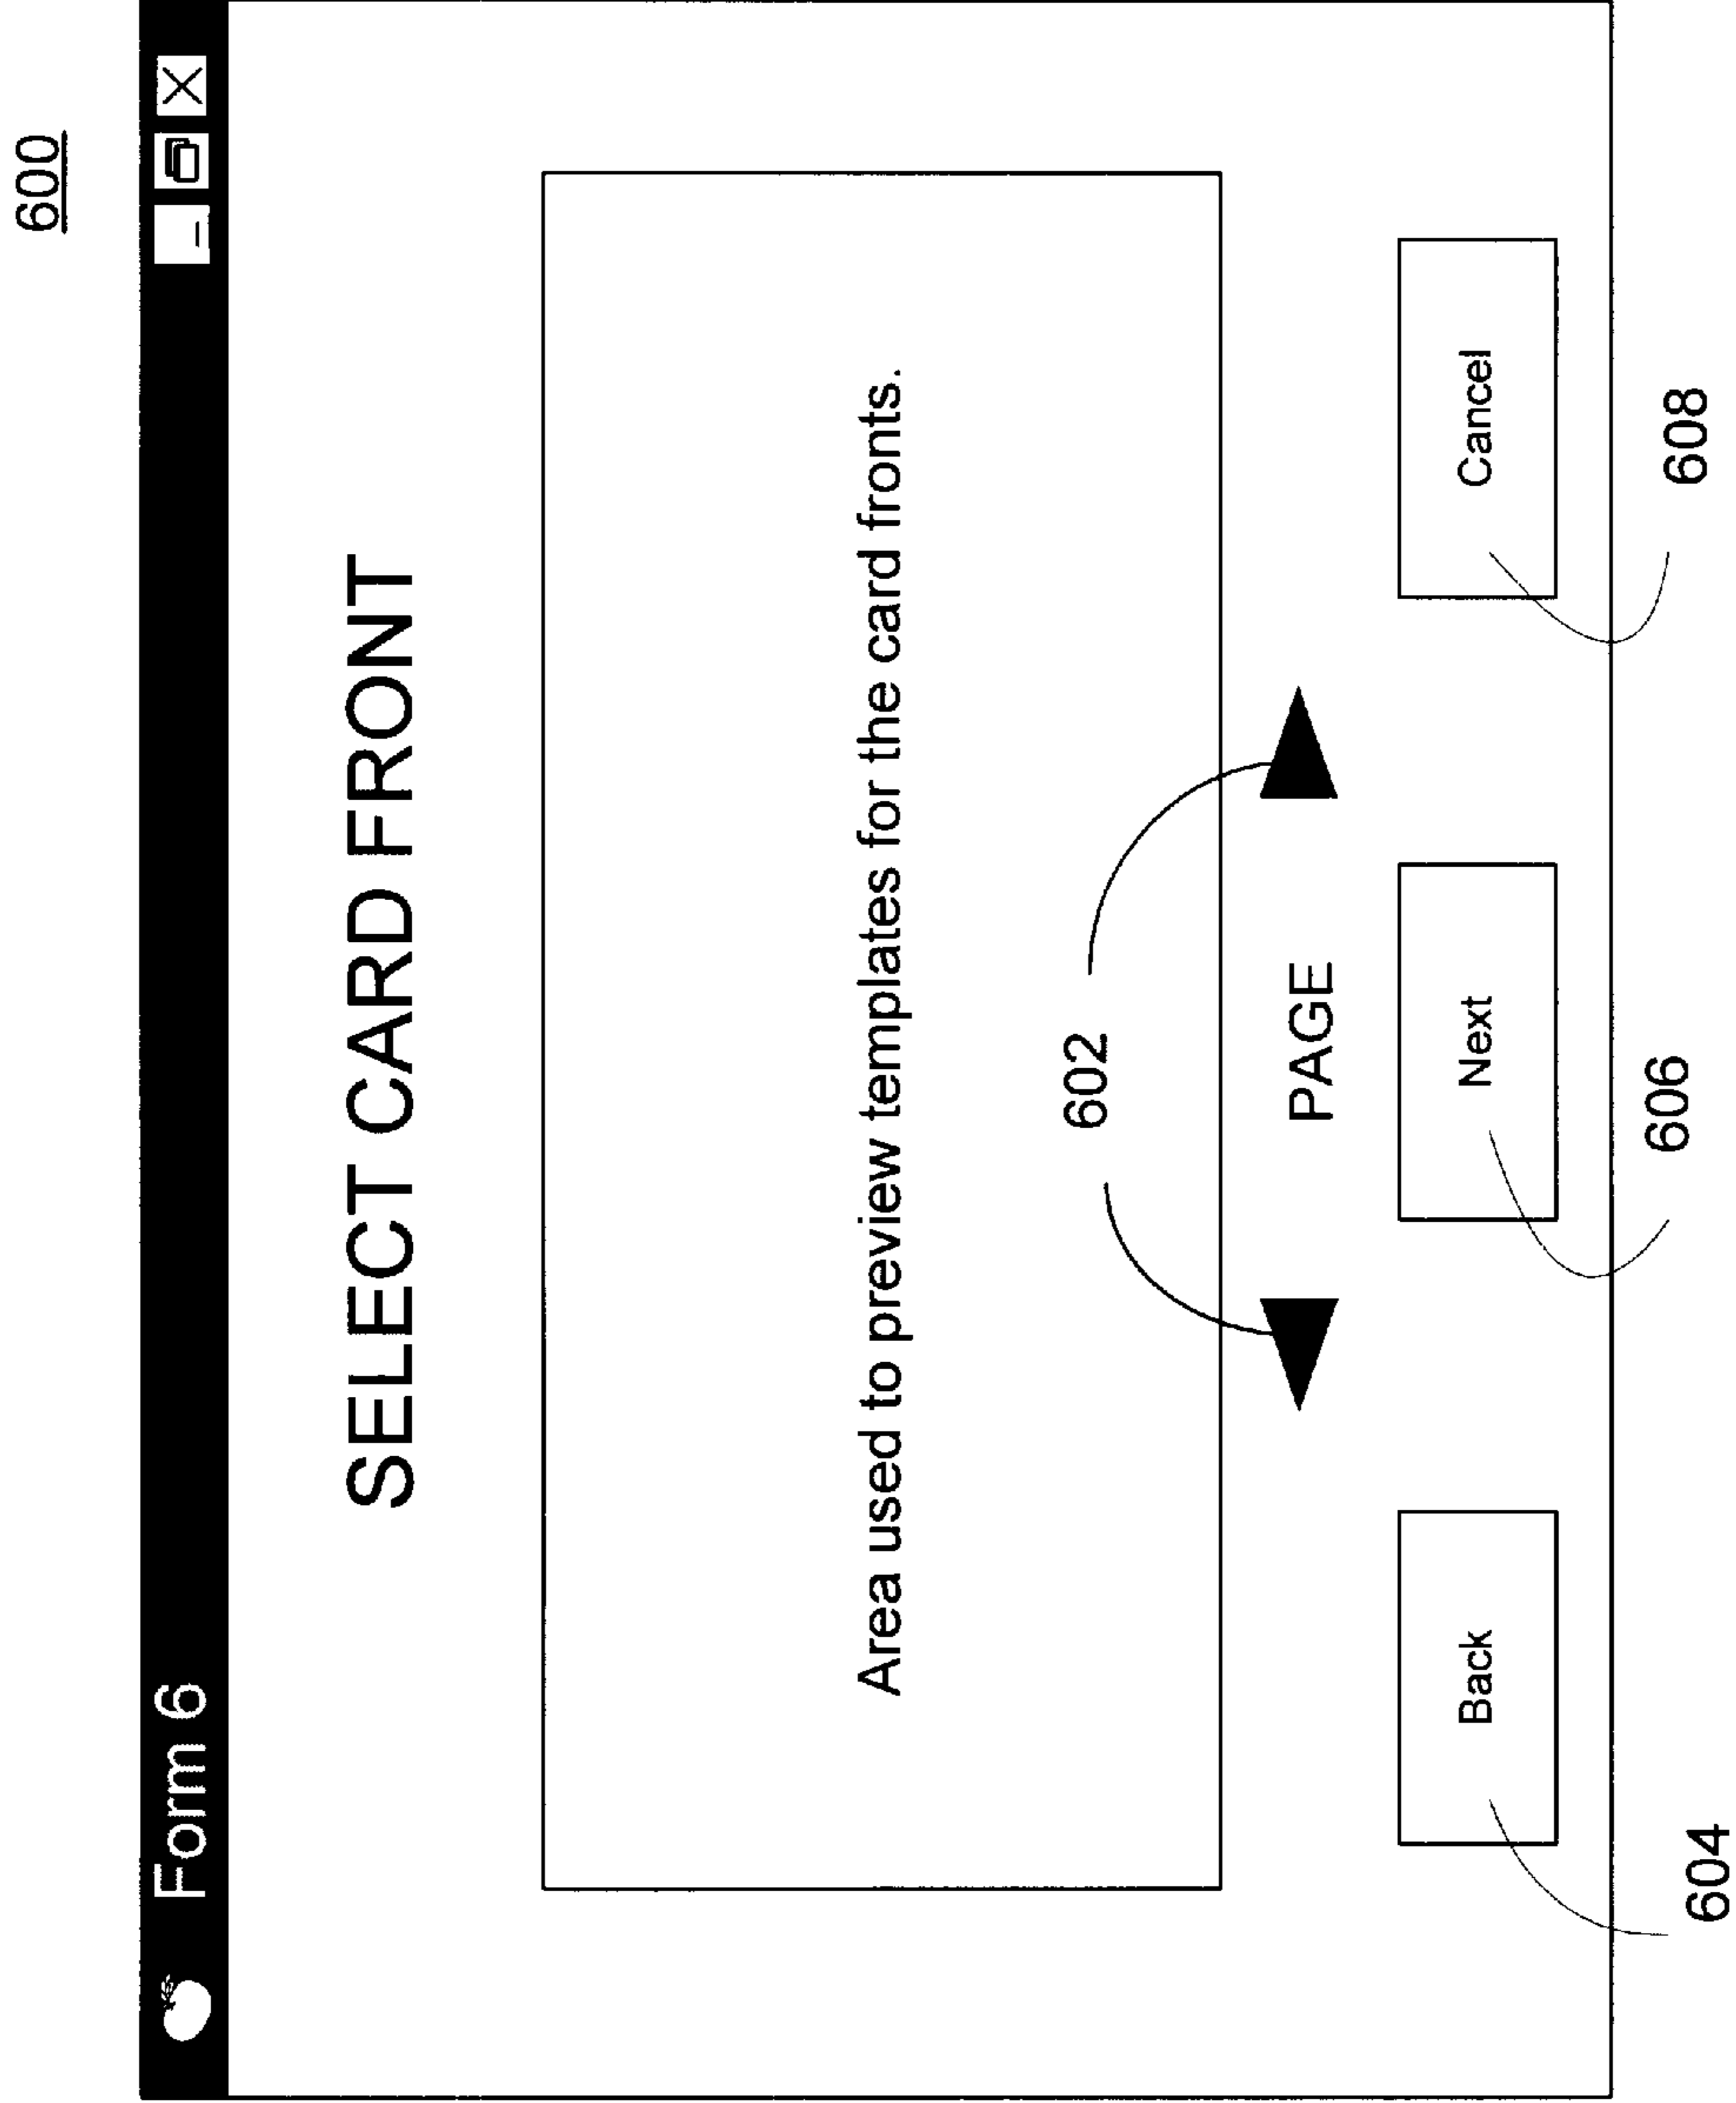 600
Form 6
SELECT CARD FRONT
Area used to preview templates for the card fronts.
602
PAGE
Back
Next
Cancel
604
606
608